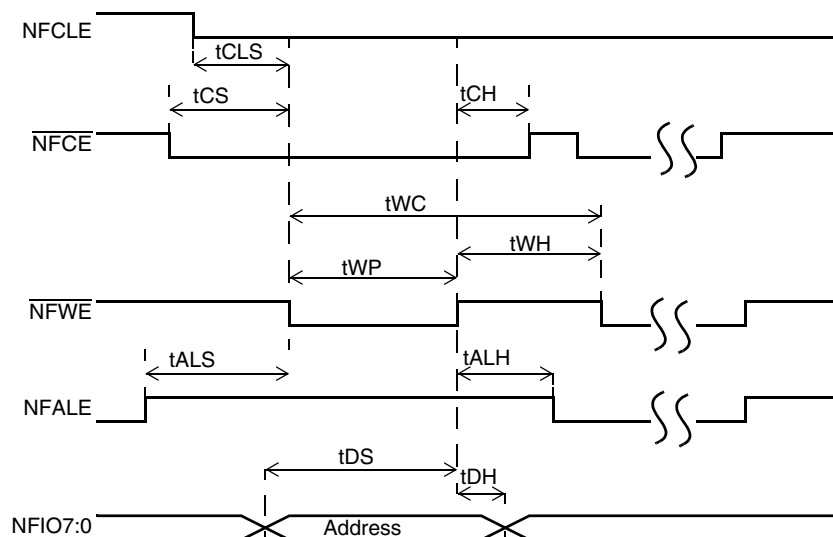 NFCLE
tCLS
tCS
tCH
NFCE
tWC
tWH
tWP
NFWE
tALS
tALH
NFALE
tDS
tDH
NFIO7:0
Address